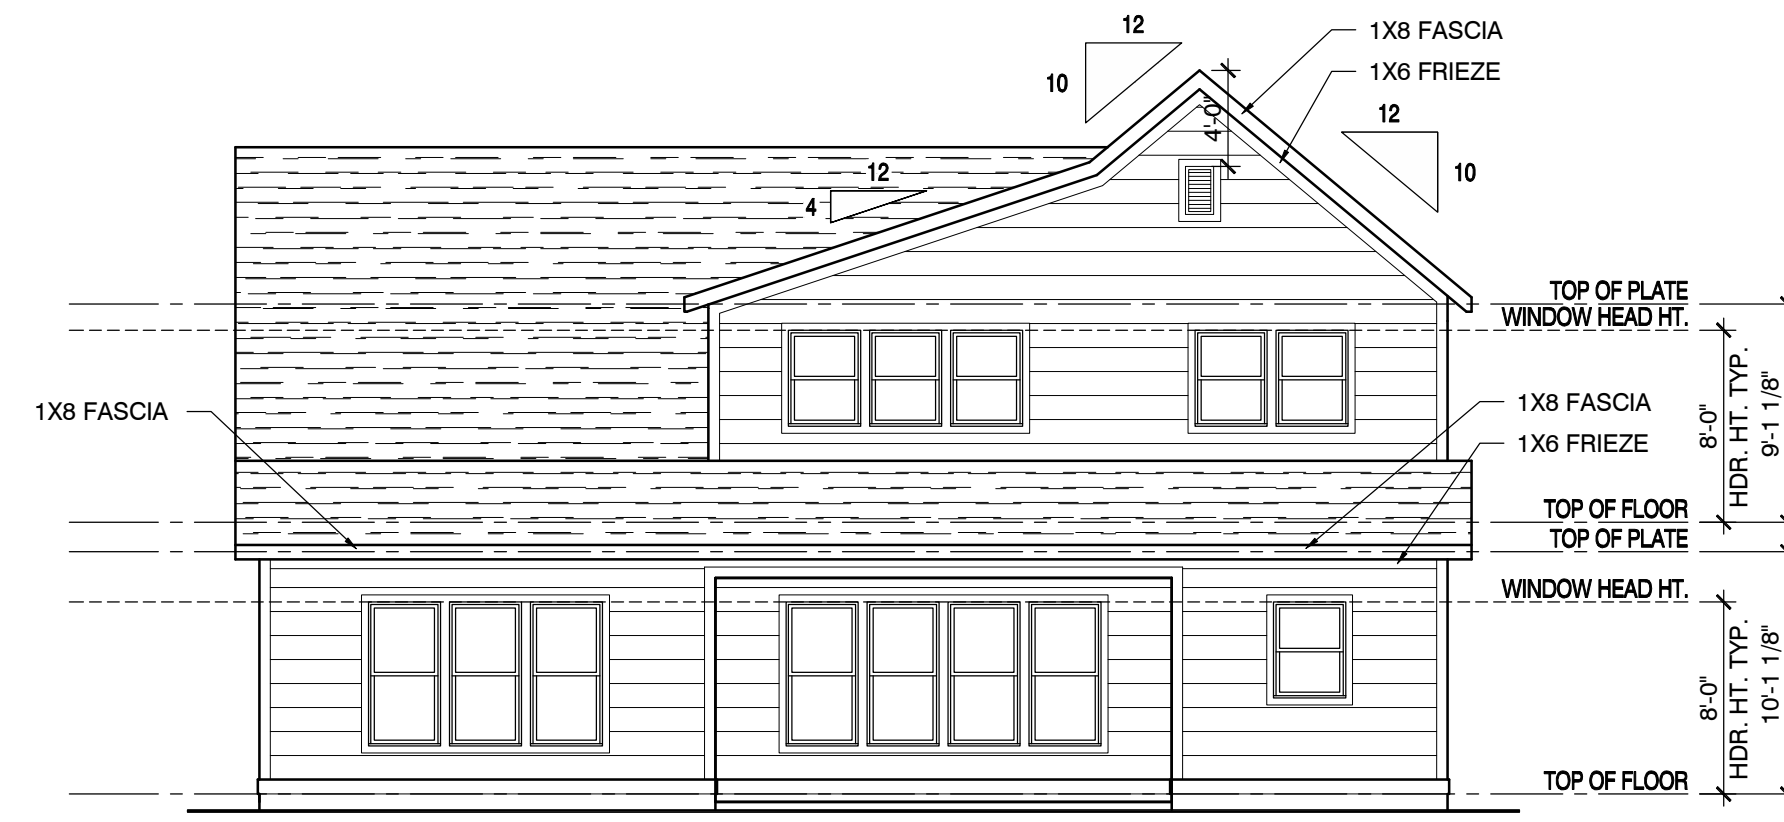 12
1X8 FASCIA
10
1X6 FRIEZE
4'-0"
12
10
12
4
TOP OF PLATE
WINDOW HEAD HT.
1X8 FASCIA
1X8 FASCIA
1X6 FRIEZE
8'-0"
HDR. HT. TYP.
9'-1 1/8"
TOP OF FLOOR
TOP OF PLATE
WINDOW HEAD HT.
8'-0"
HDR. HT. TYP.
10'-1 1/8"
TOP OF FLOOR